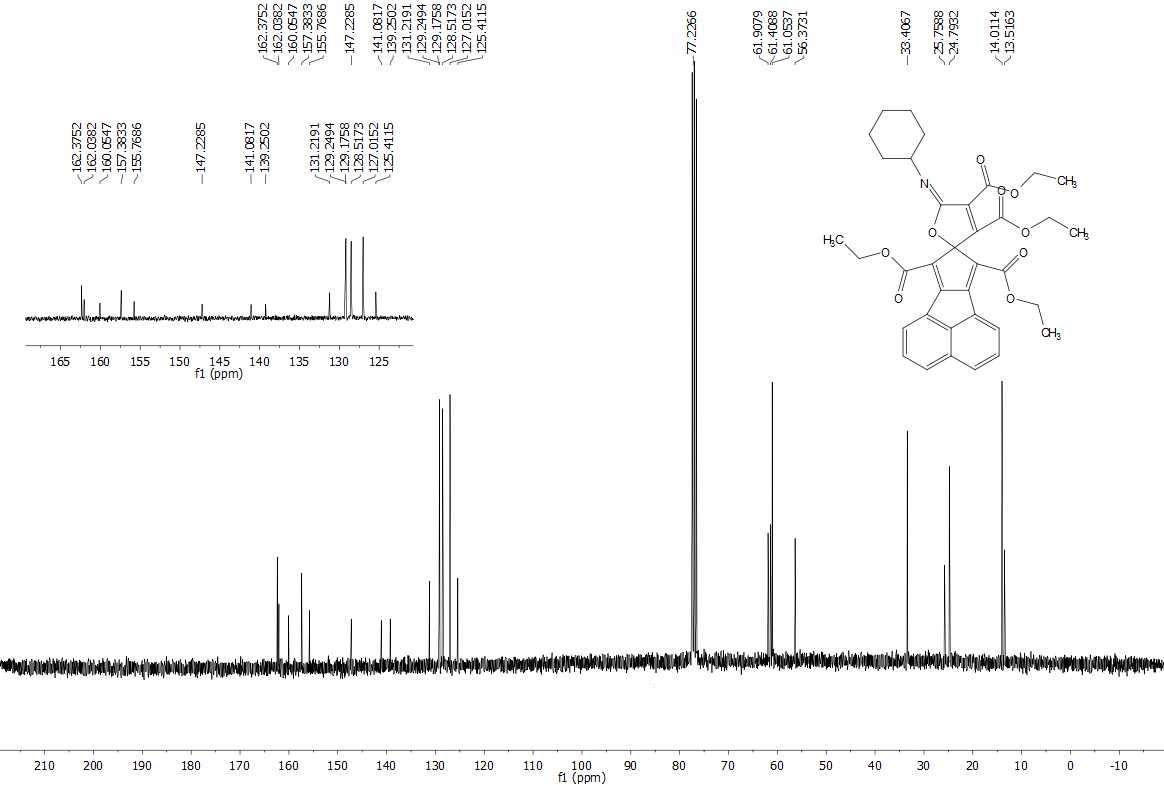 162.3752
162.0382
160.0547
157.3833
155.7686
147.2285
141.0817
139.2502
131.2191
129.2494
129.1758
128.5173
127.0152
125.4115
77.2266
61.9079
61.4088
61.0537
56.3731
33.4067
25.7588
24.7932
14.0114
13.5163
162.3752
162.0382
160.0547
157.3833
155.7686
147.2285
141.0817
139.2502
131.2191
129.2494
129.1758
128.5173
127.0152
125.4115
165 160 155 150 145 140 135 130 125
f1 (ppm)
O
N
O
CH3
O
O
O
CH3
H3C
O
O
O
O
O
CH3
210 200 190 180 170 160 150 140 130 120 110 100 90 80 70 60 50 40 30 20 10 0 -10
f1 (ppm)